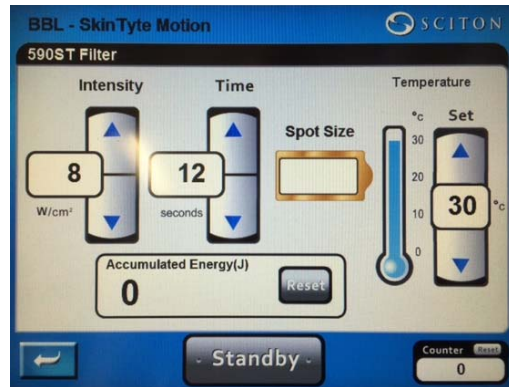 BBL - SkinTyte Motion
SCITON
590ST Filter
Intensity
Time
Spot Size
Temperature
°c
Set
8
W/cm²
12
seconds
30
20
10
0
30
°c
Accumulated Energy(J)
0
Reset
- Standby -
Counter
Reset
0